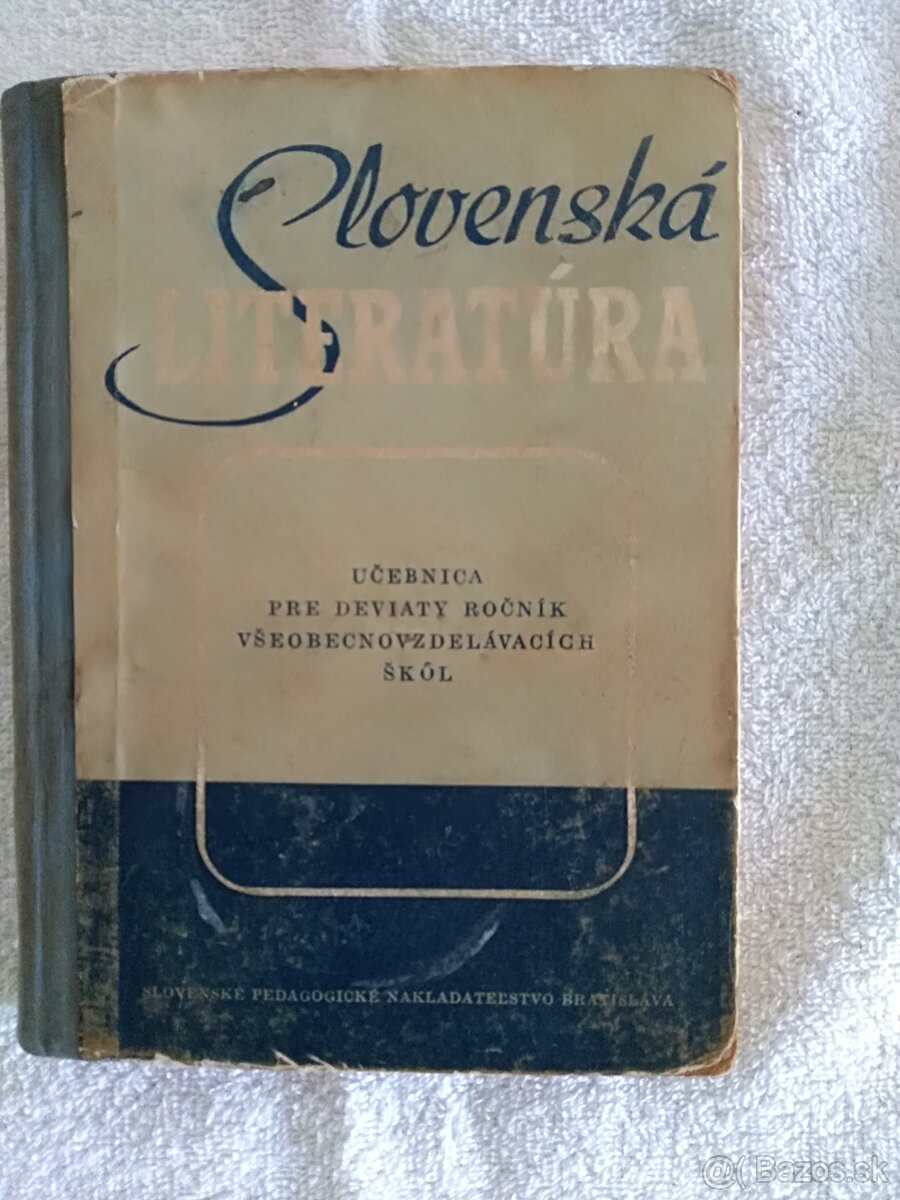 Slovenská
LITERATÚRA
UČEBNICA
PRE DEVIATY ROČNÍK
VŠEOBECNOVZDELÁVACÍCH
ŠKÔL
SLOVENSKÉ PEDAGOGICKÉ NAKLADATEĽSTVO BRATISLAVA
@( Bazos.sk